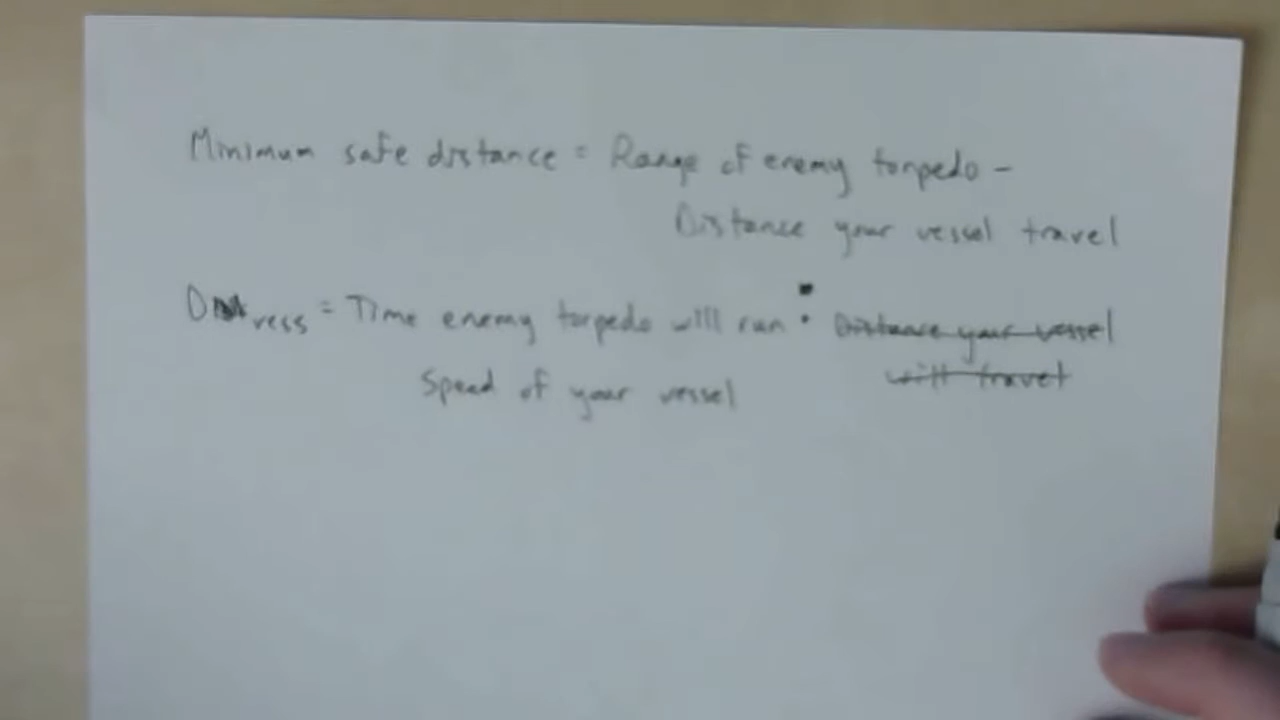 Minimum safe distance = Range of enemy torpedo -
Distance your vessel travel
D vess = Time enemy torpedo will run · Distance your vessel
will travel
Speed of your vessel